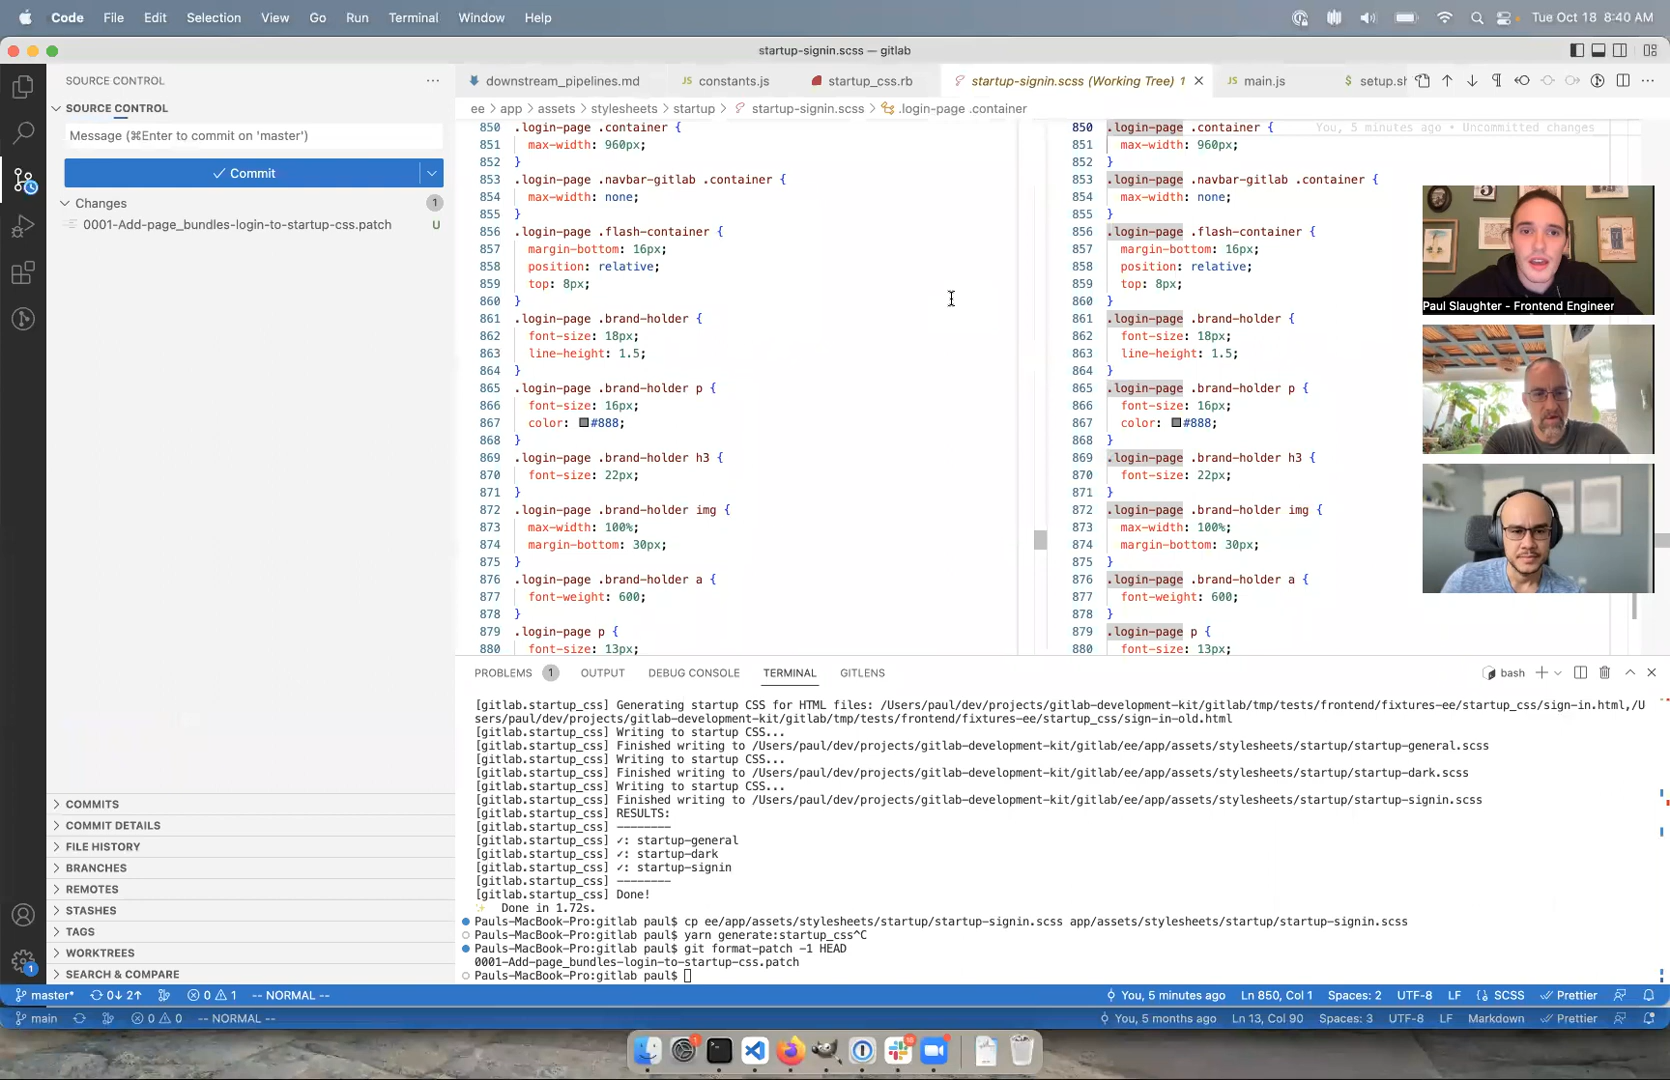 Code File Edit Selection View Go Run Terminal Window Help Tue Oct 18 8:40 AM
startup-signin.scss — gitlab
SOURCE CONTROL
downstream_pipelines.md constants.js startup_css.rb startup-signin.scss (Working Tree) 1 main.js $ setup.sh
SOURCE CONTROL
ee > app > assets > stylesheets > startup > startup-signin.scss > .login-page .container
Message (⌘Enter to commit on 'master')
Commit
Changes 1
0001-Add-page_bundles-login-to-startup-css.patch U
850 .login-page .container {
851 max-width: 960px;
852 }
853 .login-page .navbar-gitlab .container {
854 max-width: none;
855 }
856 .login-page .flash-container {
857 margin-bottom: 16px;
858 position: relative;
859 top: 8px;
860 }
861 .login-page .brand-holder {
862 font-size: 18px;
863 line-height: 1.5;
864 }
865 .login-page .brand-holder p {
866 font-size: 16px;
867 color: #888;
868 }
869 .login-page .brand-holder h3 {
870 font-size: 22px;
871 }
872 .login-page .brand-holder img {
873 max-width: 100%;
874 margin-bottom: 30px;
875 }
876 .login-page .brand-holder a {
877 font-weight: 600;
878 }
879 .login-page p {
880 font-size: 13px;
850 .login-page .container { You, 5 minutes ago • Uncommitted changes
851 max-width: 960px;
852 }
853 .login-page .navbar-gitlab .container {
854 max-width: none;
855 }
856 .login-page .flash-container {
857 margin-bottom: 16px;
858 position: relative;
859 top: 8px;
860 }
861 .login-page .brand-holder {
862 font-size: 18px;
863 line-height: 1.5;
864 }
865 .login-page .brand-holder p {
866 font-size: 16px;
867 color: #888;
868 }
869 .login-page .brand-holder h3 {
870 font-size: 22px;
871 }
872 .login-page .brand-holder img {
873 max-width: 100%;
874 margin-bottom: 30px;
875 }
876 .login-page .brand-holder a {
877 font-weight: 600;
878 }
879 .login-page p {
880 font-size: 13px;
Paul Slaughter - Frontend Engineer
PROBLEMS 1 OUTPUT DEBUG CONSOLE TERMINAL GITLENS bash
[gitlab.startup_css] Generating startup CSS for HTML files: /Users/paul/dev/projects/gitlab-development-kit/gitlab/tmp/tests/frontend/fixtures-ee/startup_css/sign-in.html,/U
sers/paul/dev/projects/gitlab-development-kit/gitlab/tmp/tests/frontend/fixtures-ee/startup_css/sign-in-old.html
[gitlab.startup_css] Writing to startup CSS...
[gitlab.startup_css] Finished writing to /Users/paul/dev/projects/gitlab-development-kit/gitlab/ee/app/assets/stylesheets/startup/startup-general.scss
[gitlab.startup_css] Writing to startup CSS...
[gitlab.startup_css] Finished writing to /Users/paul/dev/projects/gitlab-development-kit/gitlab/ee/app/assets/stylesheets/startup/startup-dark.scss
[gitlab.startup_css] Writing to startup CSS...
[gitlab.startup_css] Finished writing to /Users/paul/dev/projects/gitlab-development-kit/gitlab/ee/app/assets/stylesheets/startup/startup-signin.scss
[gitlab.startup_css] RESULTS:
[gitlab.startup_css] --------
[gitlab.startup_css] ✓: startup-general
[gitlab.startup_css] ✓: startup-dark
[gitlab.startup_css] ✓: startup-signin
[gitlab.startup_css] --------
[gitlab.startup_css] Done!
✨ Done in 1.72s.
Pauls-MacBook-Pro:gitlab paul$ cp ee/app/assets/stylesheets/startup/startup-signin.scss app/assets/stylesheets/startup/startup-signin.scss
Pauls-MacBook-Pro:gitlab paul$ yarn generate:startup_css^C
Pauls-MacBook-Pro:gitlab paul$ git format-patch -1 HEAD
0001-Add-page_bundles-login-to-startup-css.patch
Pauls-MacBook-Pro:gitlab paul$
COMMITS
COMMIT DETAILS
FILE HISTORY
BRANCHES
REMOTES
STASHES
TAGS
WORKTREES
SEARCH & COMPARE
1
master* 0↓ 2↑ 0 1 -- NORMAL -- You, 5 minutes ago Ln 850, Col 1 Spaces: 2 UTF-8 LF SCSS Prettier
main 0 0 -- NORMAL -- You, 5 months ago Ln 13, Col 90 Spaces: 3 UTF-8 LF Markdown Prettier